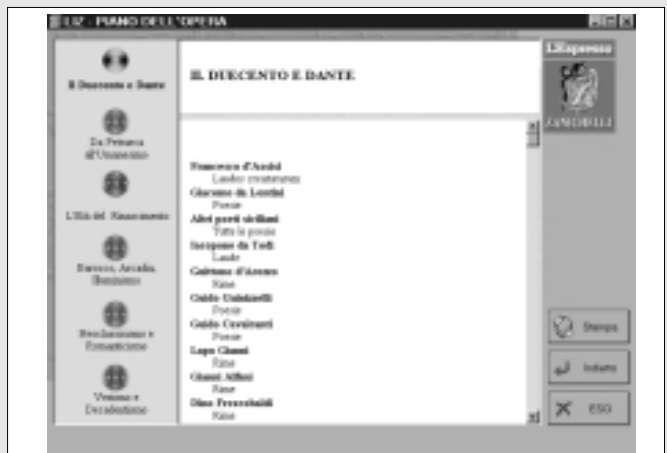 LIZ - PIANO DELL'OPERA
Il Duecento e Dante
Da Petrarca
all'Umanesimo
L'Età del Rinascimento
Barocco, Arcadia,
Illuminismo
Neoclassicismo e
Romanticismo
Verismo e
Decadentismo
IL DUECENTO E DANTE
Francesco d'Assisi
Laudes creaturarum
Giacomo da Lentini
Poesie
Altri poeti siciliani
Tutte le poesie
Iacopone da Todi
Laude
Guittone d'Arezzo
Rime
Guido Guinizelli
Poesie
Guido Cavalcanti
Poesie
Lapo Gianni
Rime
Gianni Alfani
Rime
Dino Frescobaldi
Rime
L'Espresso
ZANICHELLI
Stampa
Indietro
ESC